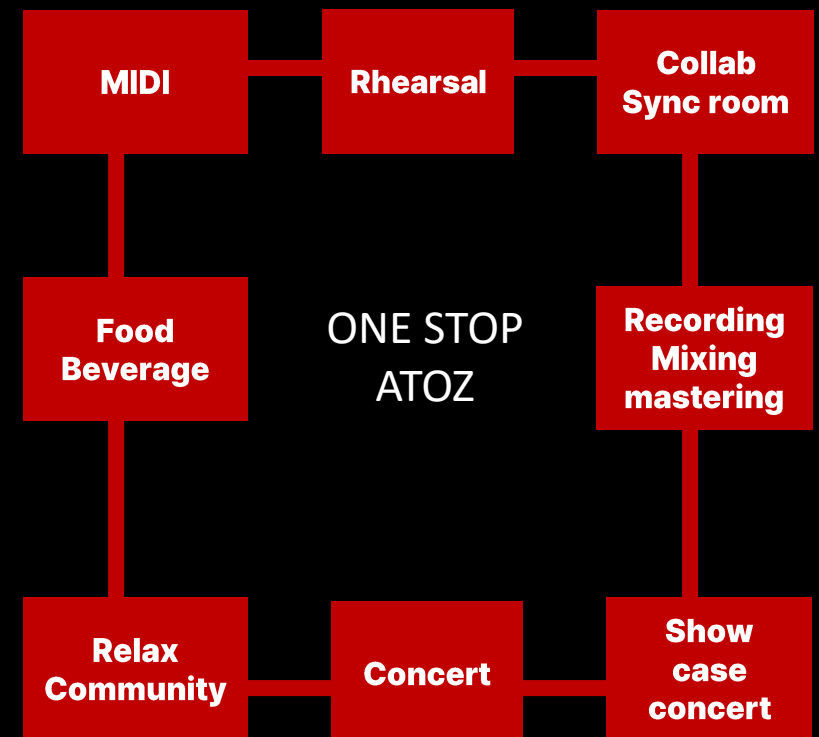 MIDI
Rhearsal
Collab
Sync room
Food
Beverage
ONE STOP
ATOZ
Recording
Mixing
mastering
Relax
Community
Concert
Show
case
concert